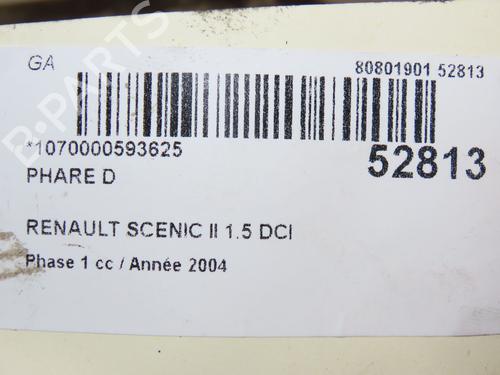 GA
80801901 52813
*1070000593625
52813
PHARE D
RENAULT SCENIC II 1.5 DCI
Phase 1 cc / Année 2004
B-PARTS